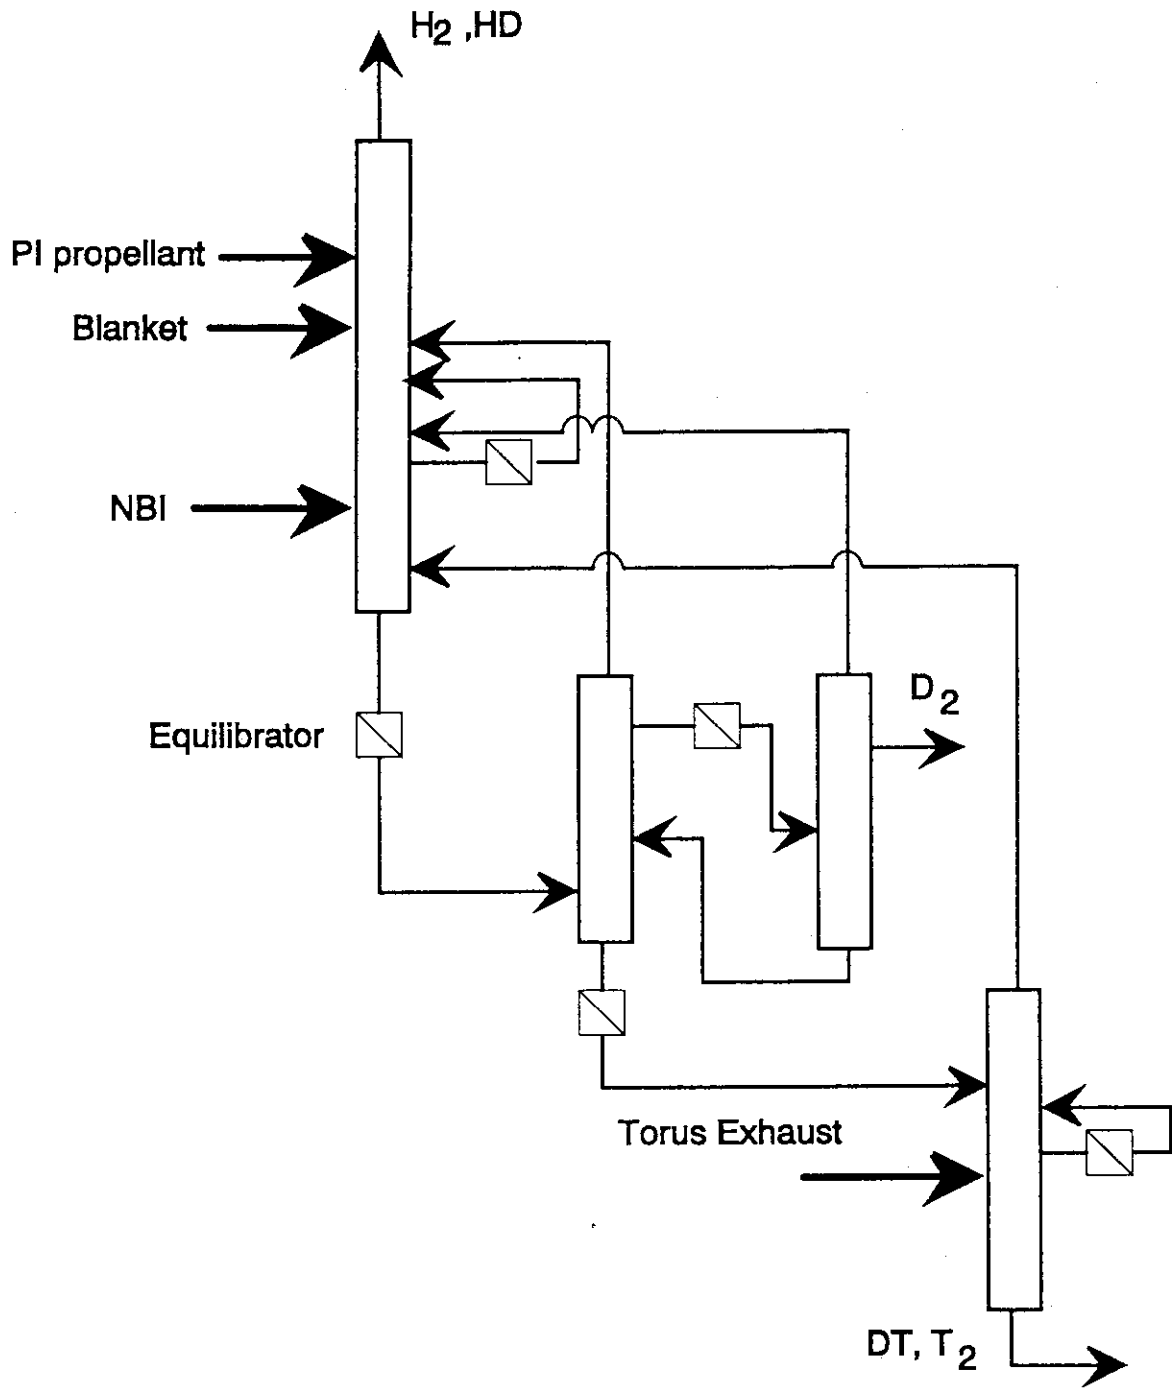 H2 ,HD
PI propellant
Blanket
NBI
D2
Equilibrator
Torus Exhaust
DT, T2